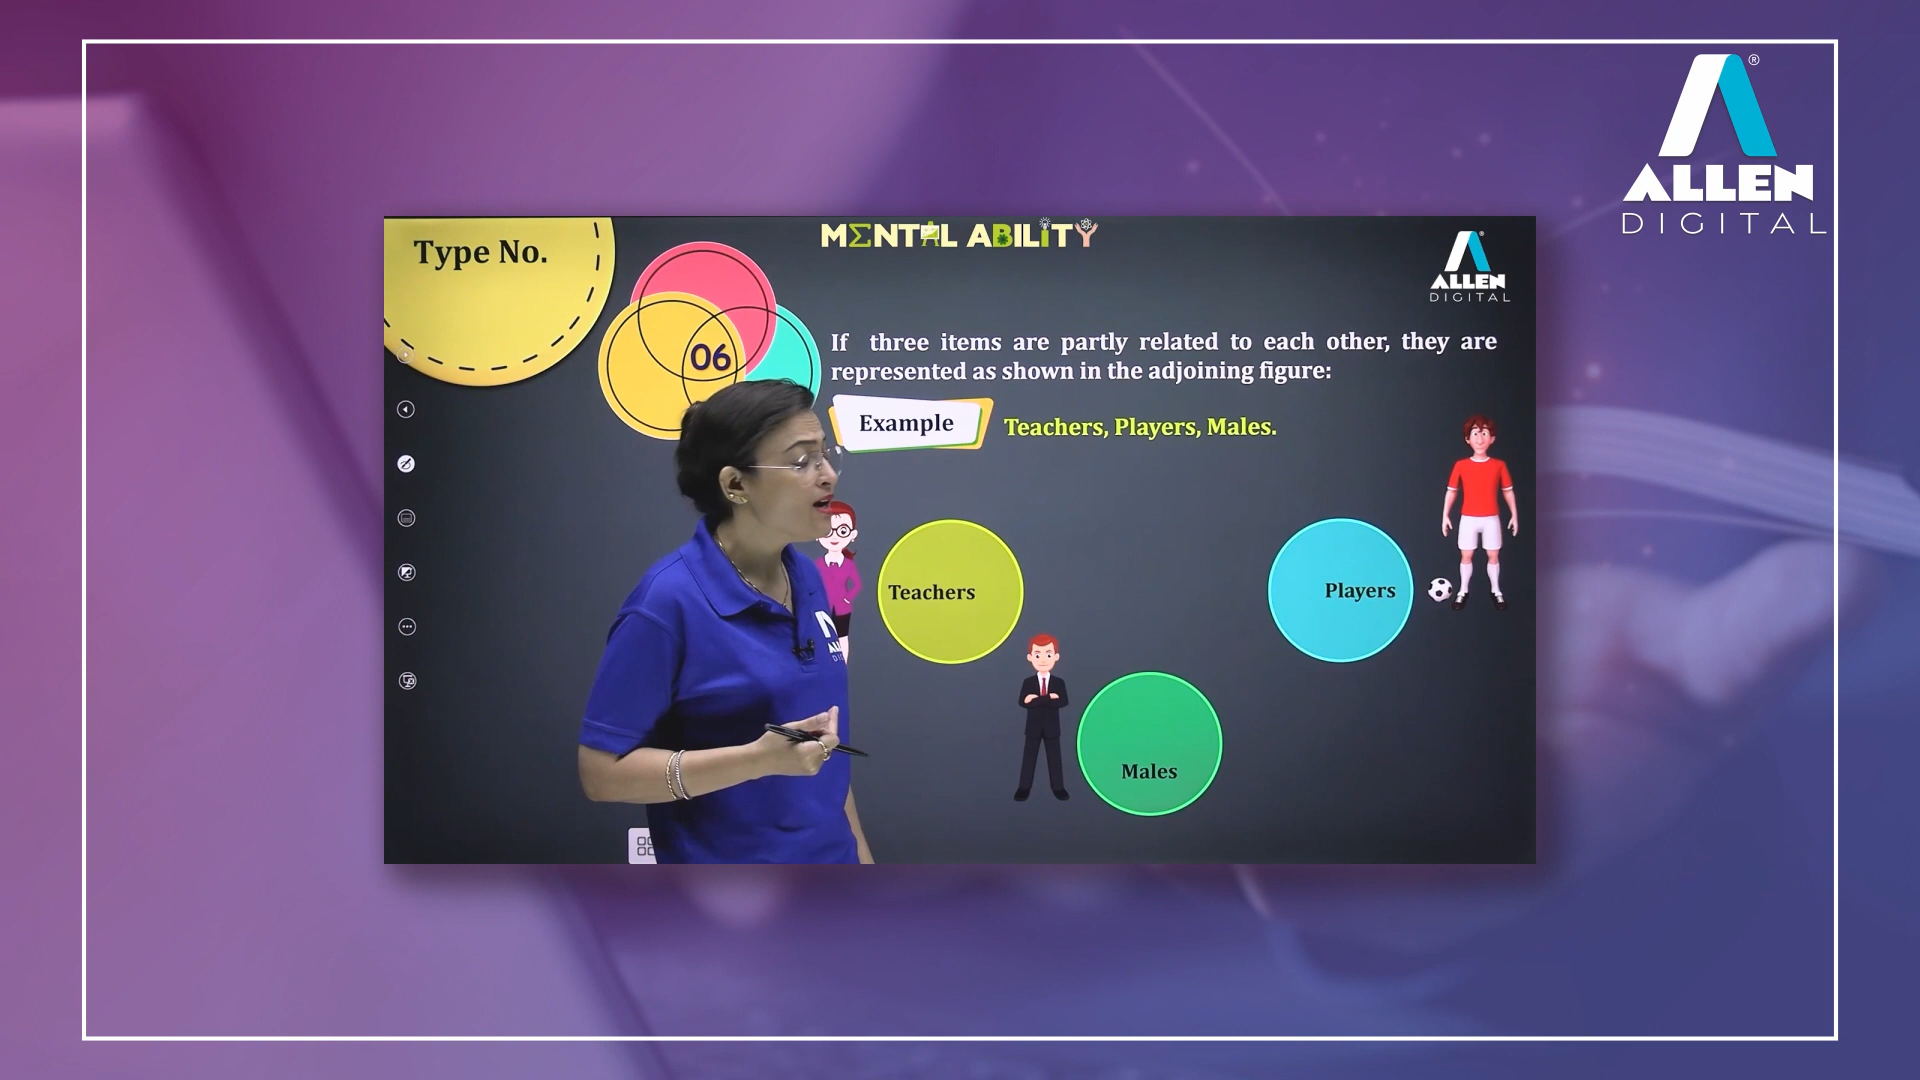 ALLEN
DIGITAL
Type No.
MENTAL ABILITY
ALLEN
DIGITAL
06
If three items are partly related to each other, they are
represented as shown in the adjoining figure:
Example
Teachers, Players, Males.
Teachers
Players
Males